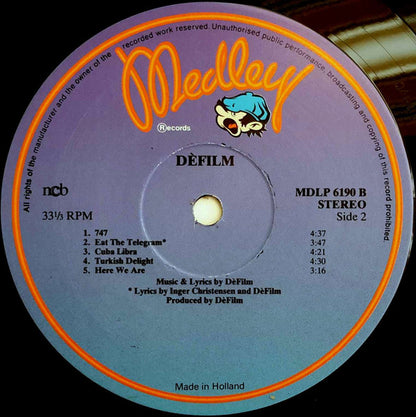 All rights of the manufacturer and the owner of the recorded work reserved. Unauthorised public performance, broadcasting and copying of this record prohibited.
Medley
Records
DÈFILM
ncb
MDLP 6190 B
STEREO
33⅓ RPM
Side 2
1. 747 4:37
2. Eat The Telegram* 3:47
3. Cuba Libra 4:21
4. Turkish Delight 4:30
5. Here We Are 3:16
Music & Lyrics by DèFilm
* Lyrics by Inger Christensen and DèFilm
Produced by DèFilm
Made in Holland